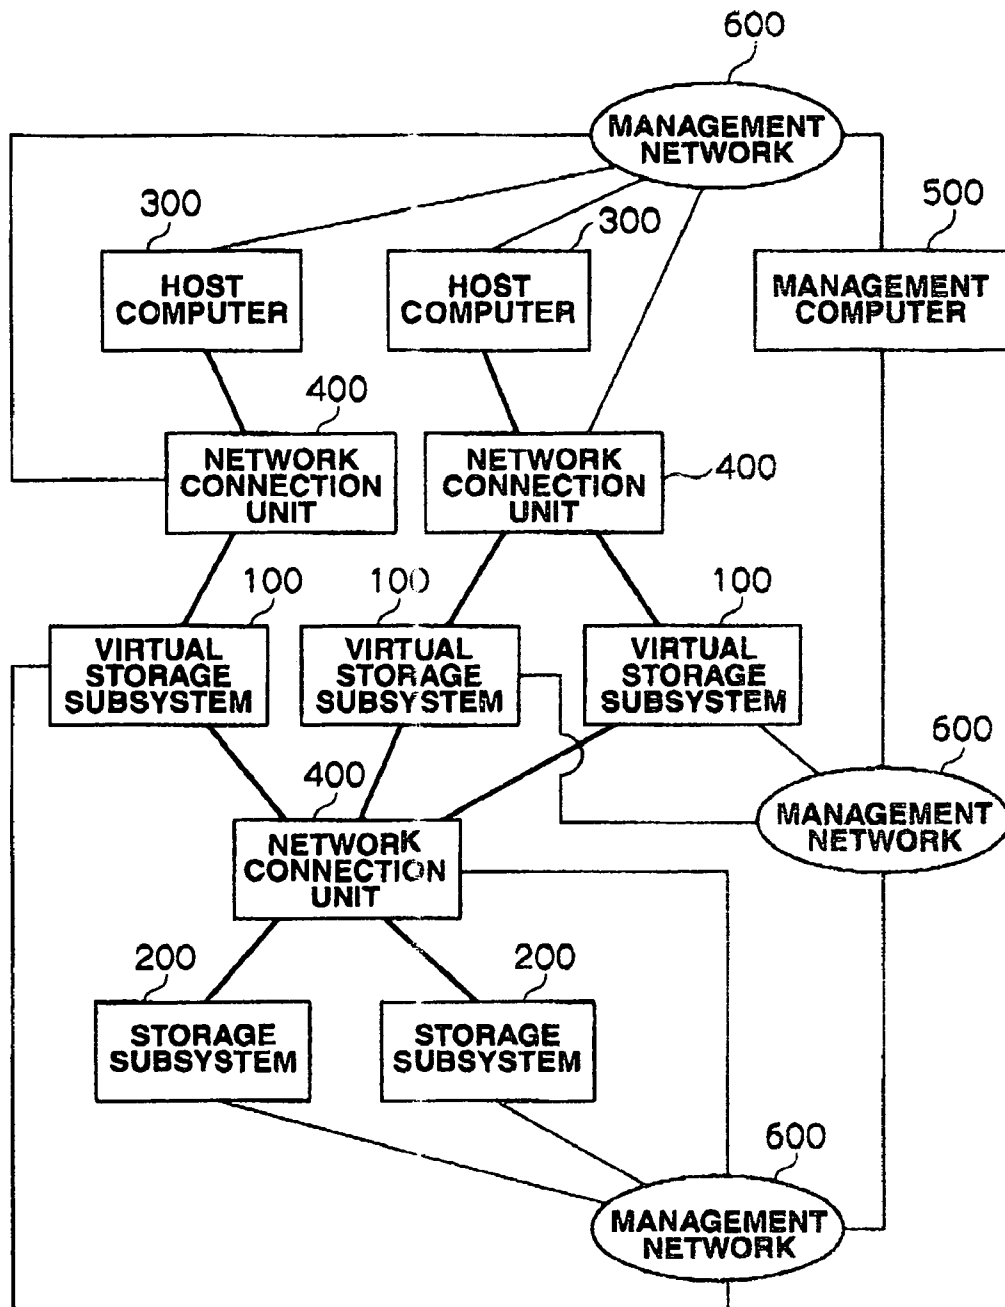 600
MANAGEMENT
NETWORK
300
300
500
HOST
COMPUTER
HOST
COMPUTER
MANAGEMENT
COMPUTER
400
NETWORK
CONNECTION
UNIT
NETWORK
CONNECTION
UNIT
400
100
100
100
VIRTUAL
STORAGE
SUBSYSTEM
VIRTUAL
STORAGE
SUBSYSTEM
VIRTUAL
STORAGE
SUBSYSTEM
600
400
MANAGEMENT
NETWORK
NETWORK
CONNECTION
UNIT
200
200
STORAGE
SUBSYSTEM
STORAGE
SUBSYSTEM
600
MANAGEMENT
NETWORK